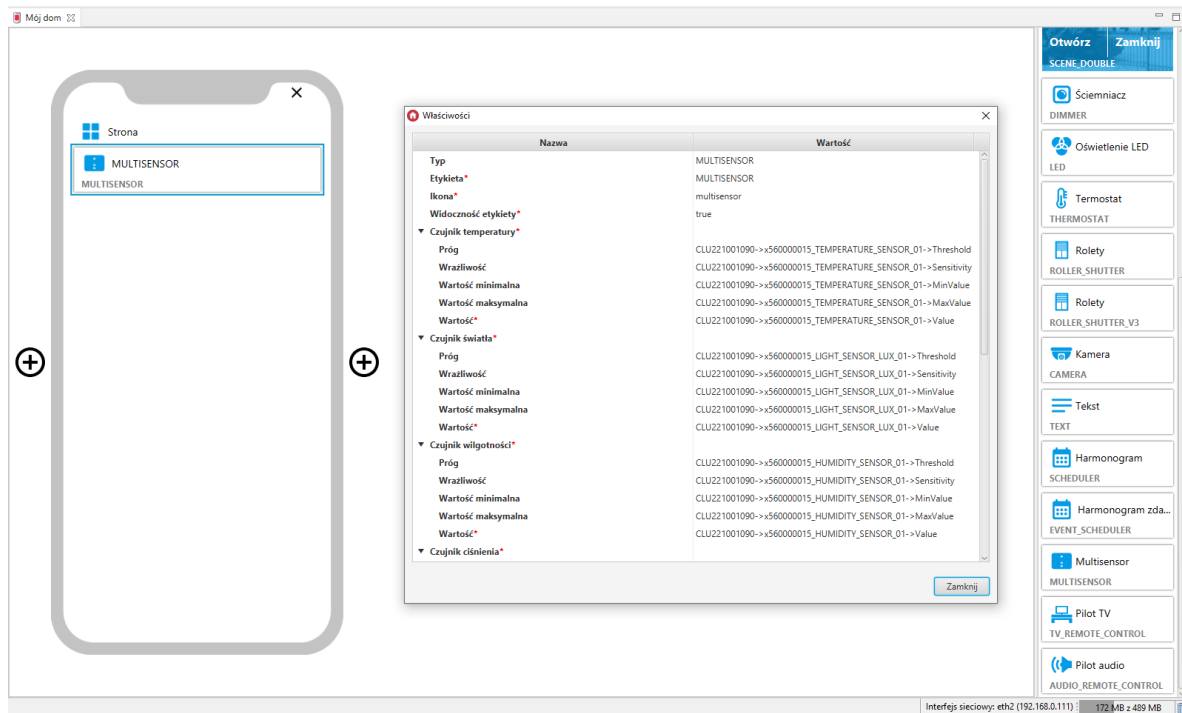 Mój dom
Strona
MULTISENSOR
MULTISENSOR
Właściwości
Nazwa Wartość
Typ MULTISENSOR
Etykieta* MULTISENSOR
Ikona* multisensor
Widoczność etykiety* true
Czujnik temperatury*
Próg CLU221001090->x560000015_TEMPERATURE_SENSOR_01->Threshold
Wrażliwość CLU221001090->x560000015_TEMPERATURE_SENSOR_01->Sensitivity
Wartość minimalna CLU221001090->x560000015_TEMPERATURE_SENSOR_01->MinValue
Wartość maksymalna CLU221001090->x560000015_TEMPERATURE_SENSOR_01->MaxValue
Wartość* CLU221001090->x560000015_TEMPERATURE_SENSOR_01->Value
Czujnik światła*
Próg CLU221001090->x560000015_LIGHT_SENSOR_LUX_01->Threshold
Wrażliwość CLU221001090->x560000015_LIGHT_SENSOR_LUX_01->Sensitivity
Wartość minimalna CLU221001090->x560000015_LIGHT_SENSOR_LUX_01->MinValue
Wartość maksymalna CLU221001090->x560000015_LIGHT_SENSOR_LUX_01->MaxValue
Wartość* CLU221001090->x560000015_LIGHT_SENSOR_LUX_01->Value
Czujnik wilgotności*
Próg CLU221001090->x560000015_HUMIDITY_SENSOR_01->Threshold
Wrażliwość CLU221001090->x560000015_HUMIDITY_SENSOR_01->Sensitivity
Wartość minimalna CLU221001090->x560000015_HUMIDITY_SENSOR_01->MinValue
Wartość maksymalna CLU221001090->x560000015_HUMIDITY_SENSOR_01->MaxValue
Wartość* CLU221001090->x560000015_HUMIDITY_SENSOR_01->Value
Czujnik ciśnienia*
Zamknij
Otwórz Zamknij
SCENE_DOUBLE
Ściemniacz
DIMMER
Oświetlenie LED
LED
Termostat
THERMOSTAT
Rolety
ROLLER_SHUTTER
Rolety
ROLLER_SHUTTER_V3
Kamera
CAMERA
Tekst
TEXT
Harmonogram
SCHEDULER
Harmonogram zda...
EVENT_SCHEDULER
Multisensor
MULTISENSOR
Pilot TV
TV_REMOTE_CONTROL
Pilot audio
AUDIO_REMOTE_CONTROL
Interfejs sieciowy: eth2 (192.168.0.111) 172 MB z 489 MB